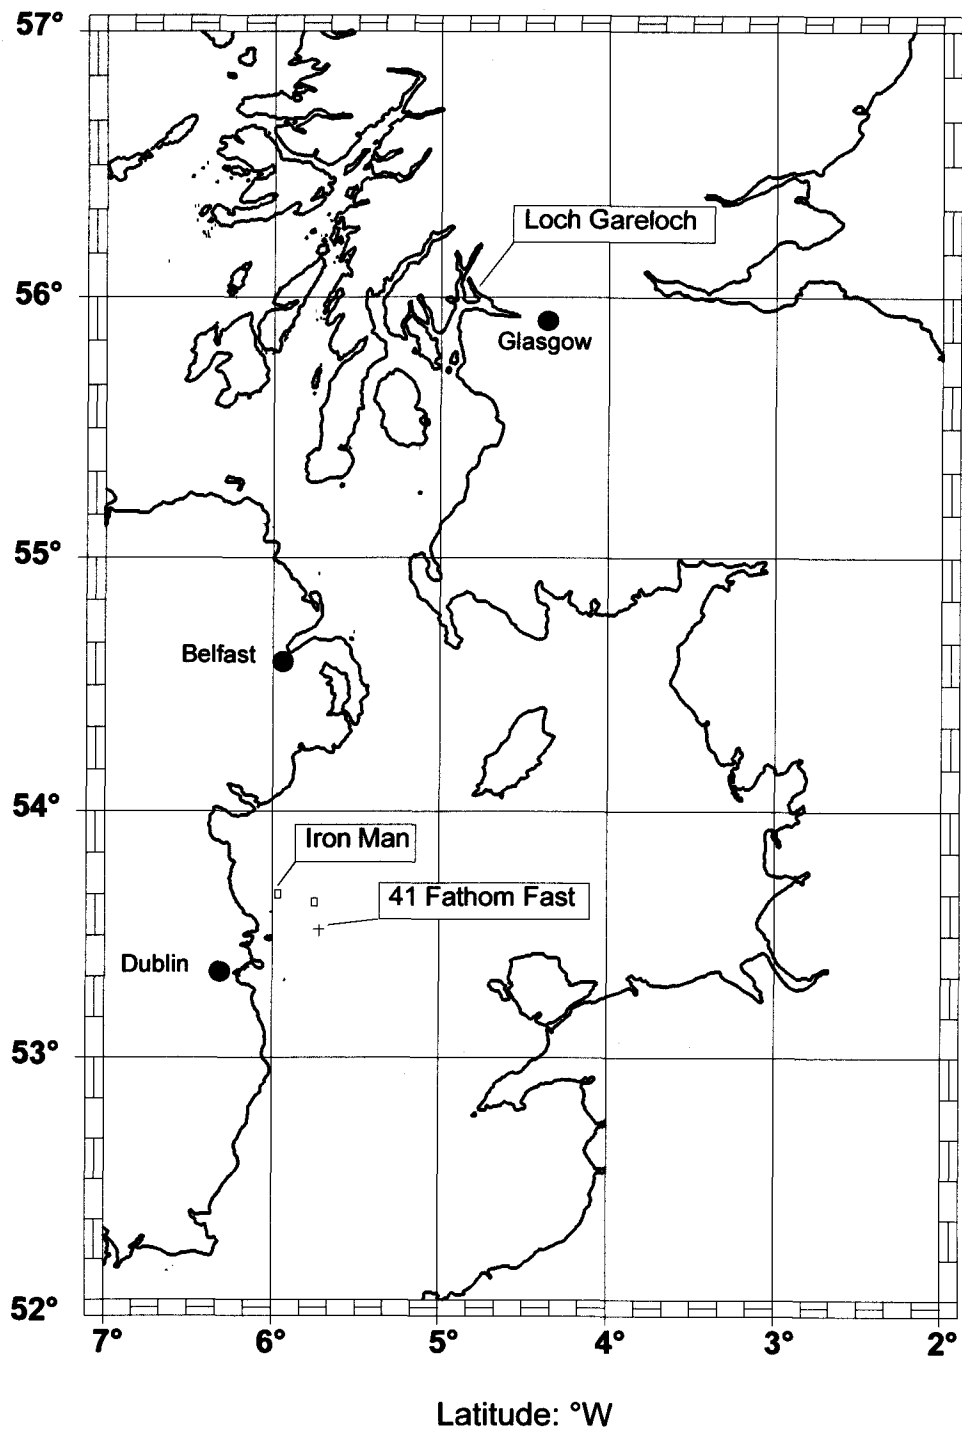 57°
Loch Gareloch
56°
Glasgow
55°
Belfast
54°
Iron Man
41 Fathom Fast
Dublin
53°
52°
7° 6° 5° 4° 3° 2°
Latitude: °W